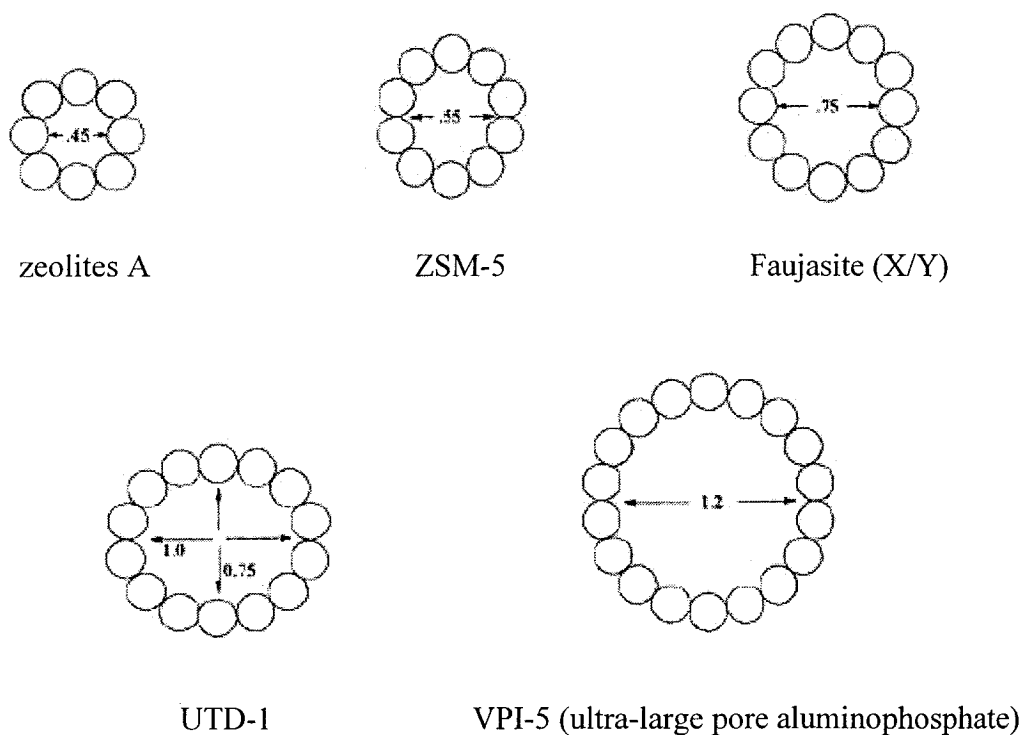 .45
.55
.75
zeolites A
ZSM-5
Faujasite (X/Y)
1.0
0.75
1.2
UTD-1
VPI-5 (ultra-large pore aluminophosphate)